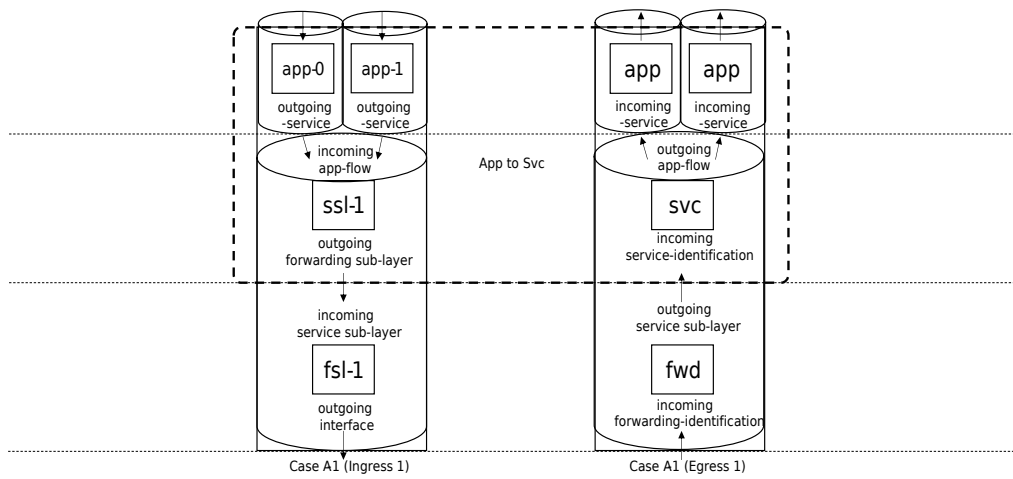 app-0
app-1
outgoing
-service
outgoing
-service
incoming
app-flow
ssl-1
outgoing
forwarding sub-layer
incoming
service sub-layer
fsl-1
outgoing
interface
Case A1 (Ingress 1)
App to Svc
app
app
incoming
-service
incoming
-service
outgoing
app-flow
svc
incoming
service-identification
outgoing
service sub-layer
fwd
incoming
forwarding-identification
Case A1 (Egress 1)